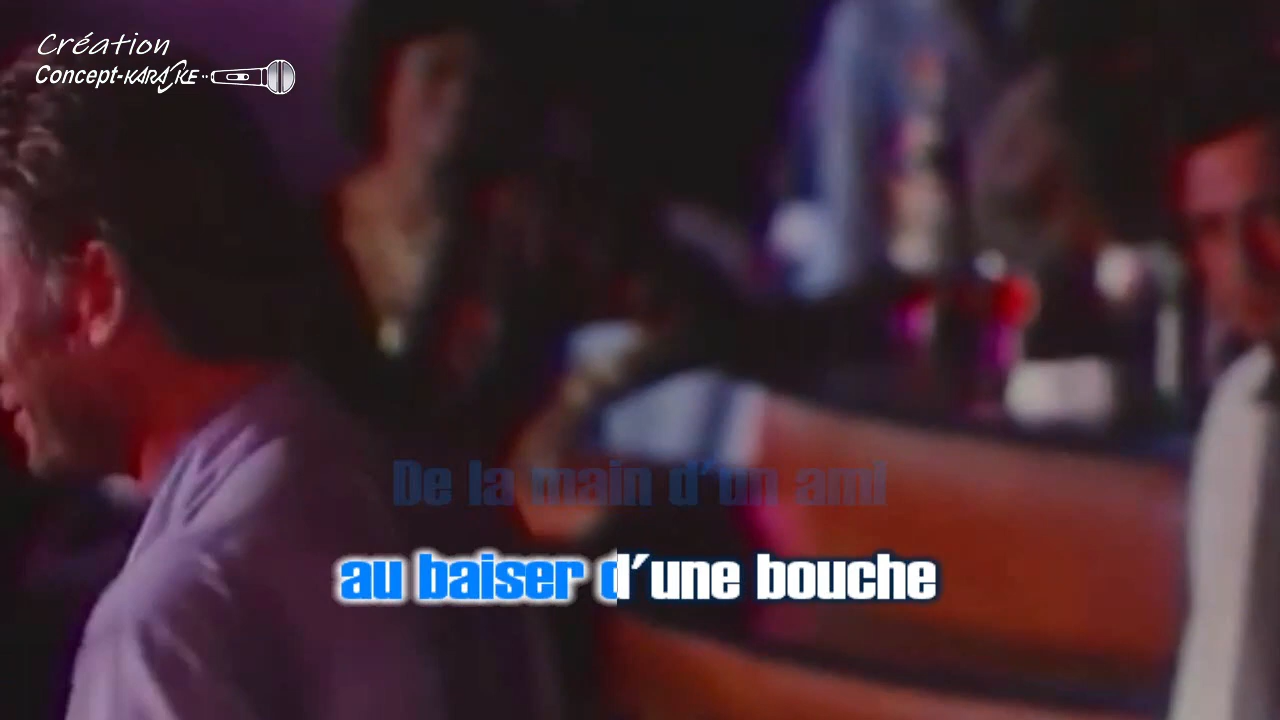 Création
Concept-KARAOKE
De la main d'un ami
au baiser d'une bouche